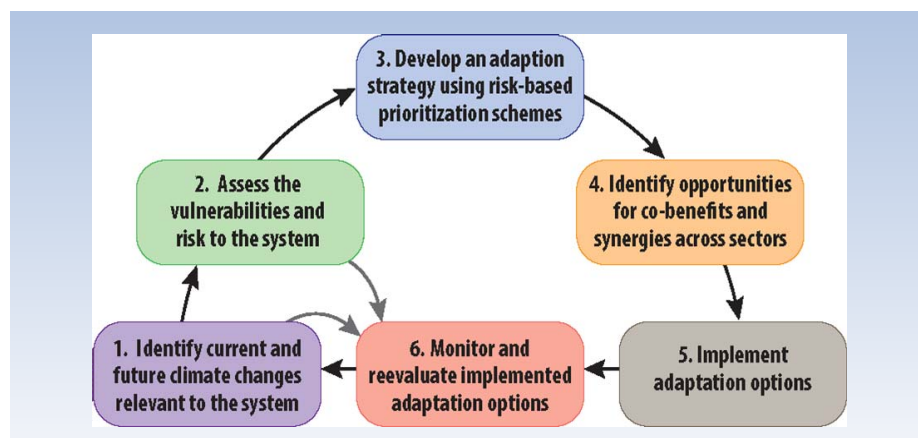 1. Identify current and
future climate changes
relevant to the system
2. Assess the
vulnerabilities and
risk to the system
3. Develop an adaption
strategy using risk-based
prioritization schemes
4. Identify opportunities
for co-benefits and
synergies across sectors
5. Implement
adaptation options
6. Monitor and
reevaluate implemented
adaptation options